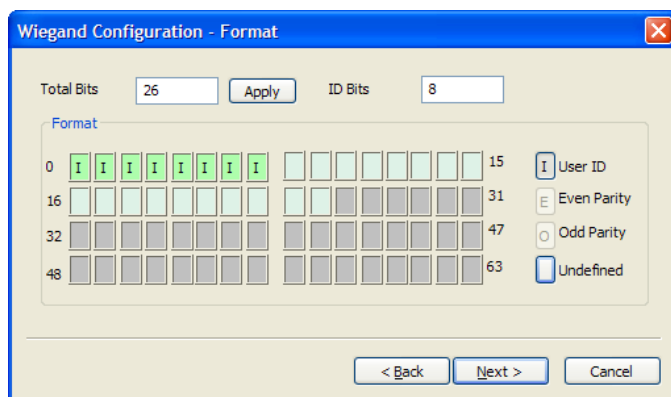 Wiegand Configuration - Format
Total Bits 26 Apply ID Bits 8
Format
0 I I I I I I I I 15 I User ID
16 31 E Even Parity
32 47 O Odd Parity
48 63 Undefined
< Back Next > Cancel